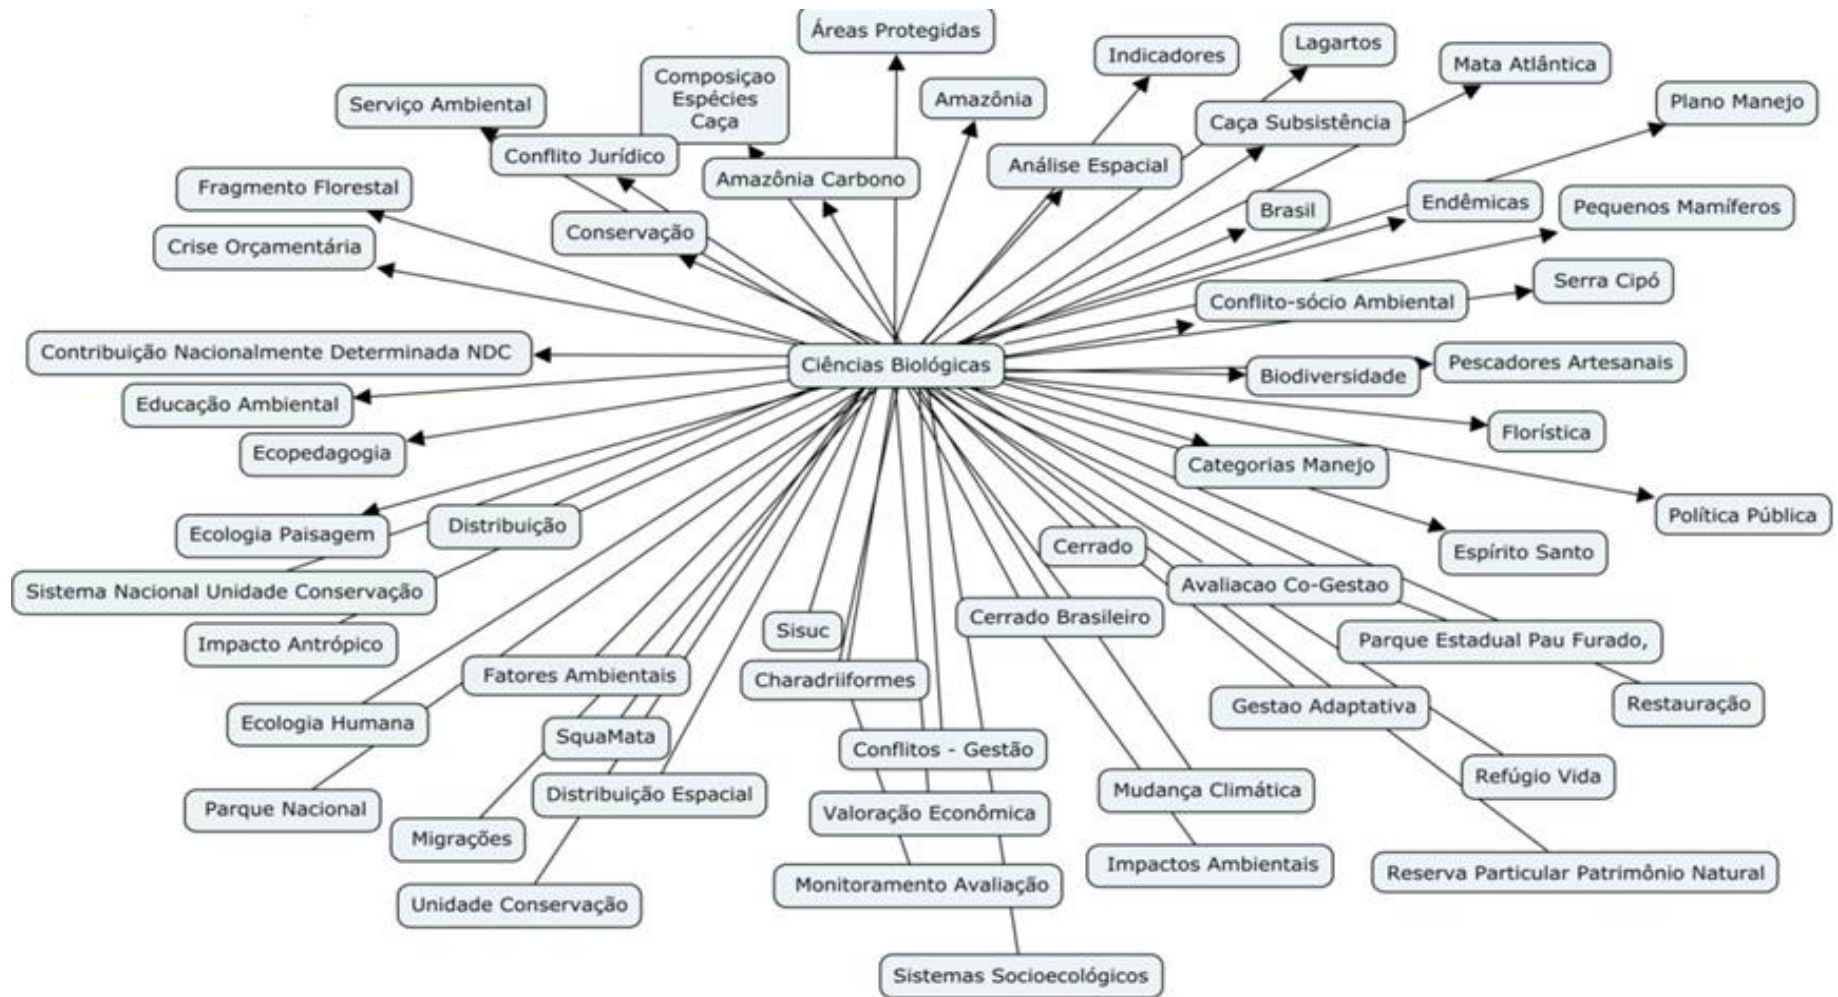 Áreas Protegidas
Lagartos
Indicadores
Mata Atlântica
Composiçao
Espécies
Caça
Amazônia
Plano Manejo
Serviço Ambiental
Caça Subsistência
Conflito Jurídico
Análise Espacial
Amazônia Carbono
Fragmento Florestal
Endêmicas
Pequenos Mamíferos
Brasil
Conservação
Crise Orçamentária
Serra Cipó
Conflito-sócio Ambiental
Contribuição Nacionalmente Determinada NDC
Ciências Biológicas
Pescadores Artesanais
Biodiversidade
Educação Ambiental
Florística
Ecopedagogia
Categorias Manejo
Política Pública
Distribuição
Ecologia Paisagem
Cerrado
Espírito Santo
Sistema Nacional Unidade Conservação
Avaliacao Co-Gestao
Cerrado Brasileiro
Sisuc
Impacto Antrópico
Parque Estadual Pau Furado,
Fatores Ambientais
Charadriiformes
Restauração
Gestao Adaptativa
Ecologia Humana
SquaMata
Conflitos - Gestão
Refúgio Vida
Mudança Climática
Distribuição Espacial
Parque Nacional
Valoração Econômica
Migrações
Impactos Ambientais
Reserva Particular Patrimônio Natural
Monitoramento Avaliação
Unidade Conservação
Sistemas Socioecológicos